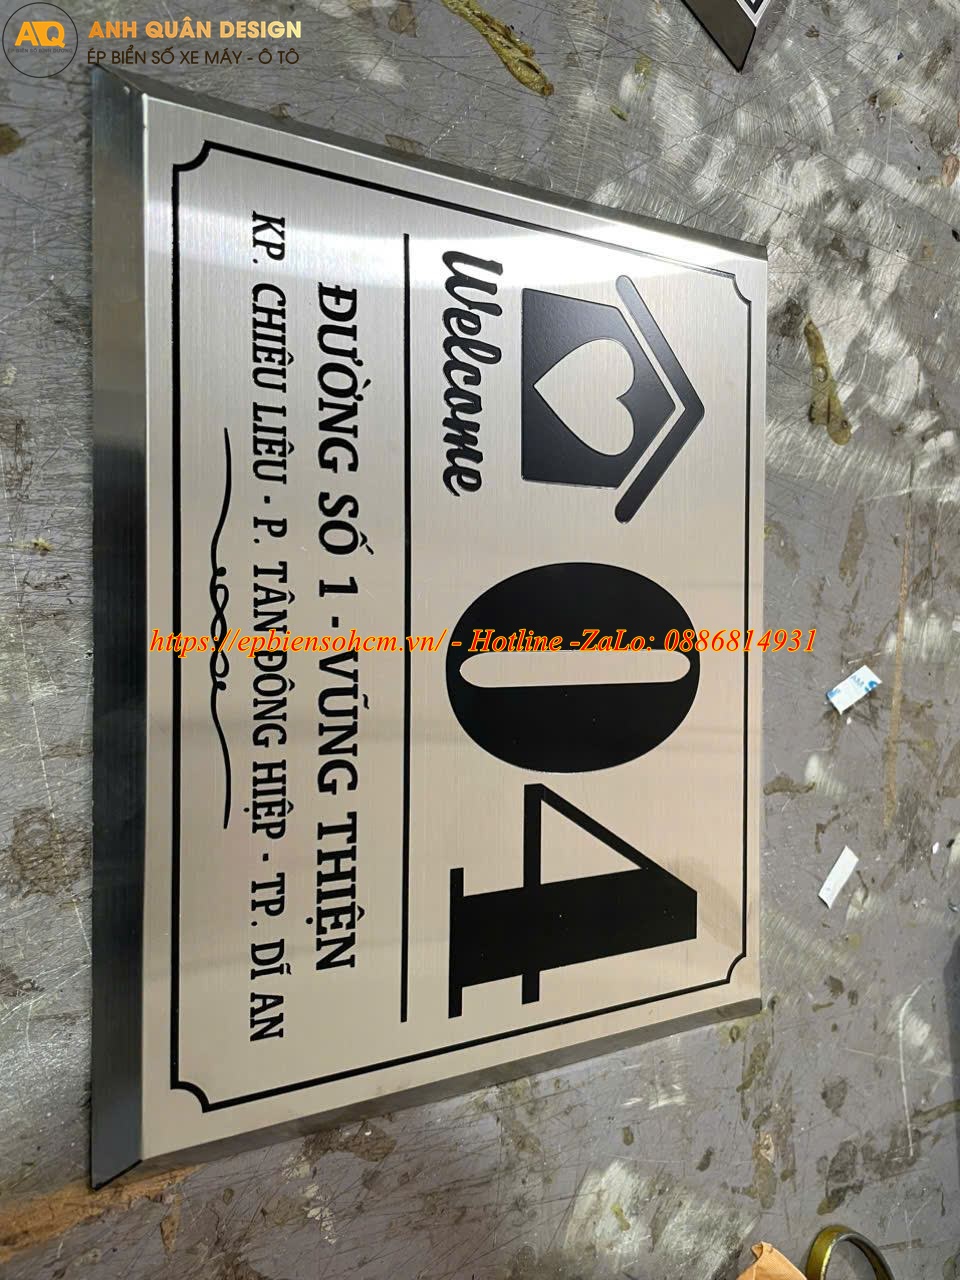 AQ
ANH QUÂN DESIGN
ÉP BIỂN SỐ XE MÁY - Ô TÔ
Welcome
04
ĐƯỜNG SỐ 1 - VŨNG THIỆN
KP. CHIÊU LIÊU - P. TÂN ĐÔNG HIỆP - TP. DĨ AN
https://epbiensohcm.vn/ - Hotline -ZaLo: 0886814931